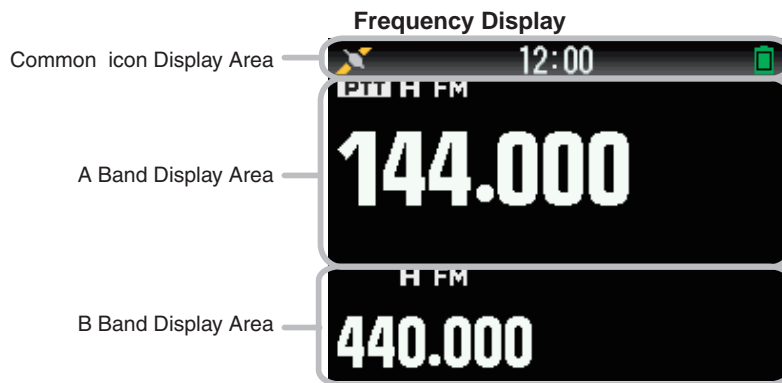 Frequency Display
Common icon Display Area
12:00
A Band Display Area
PTT H FM
144.000
B Band Display Area
H FM
440.000